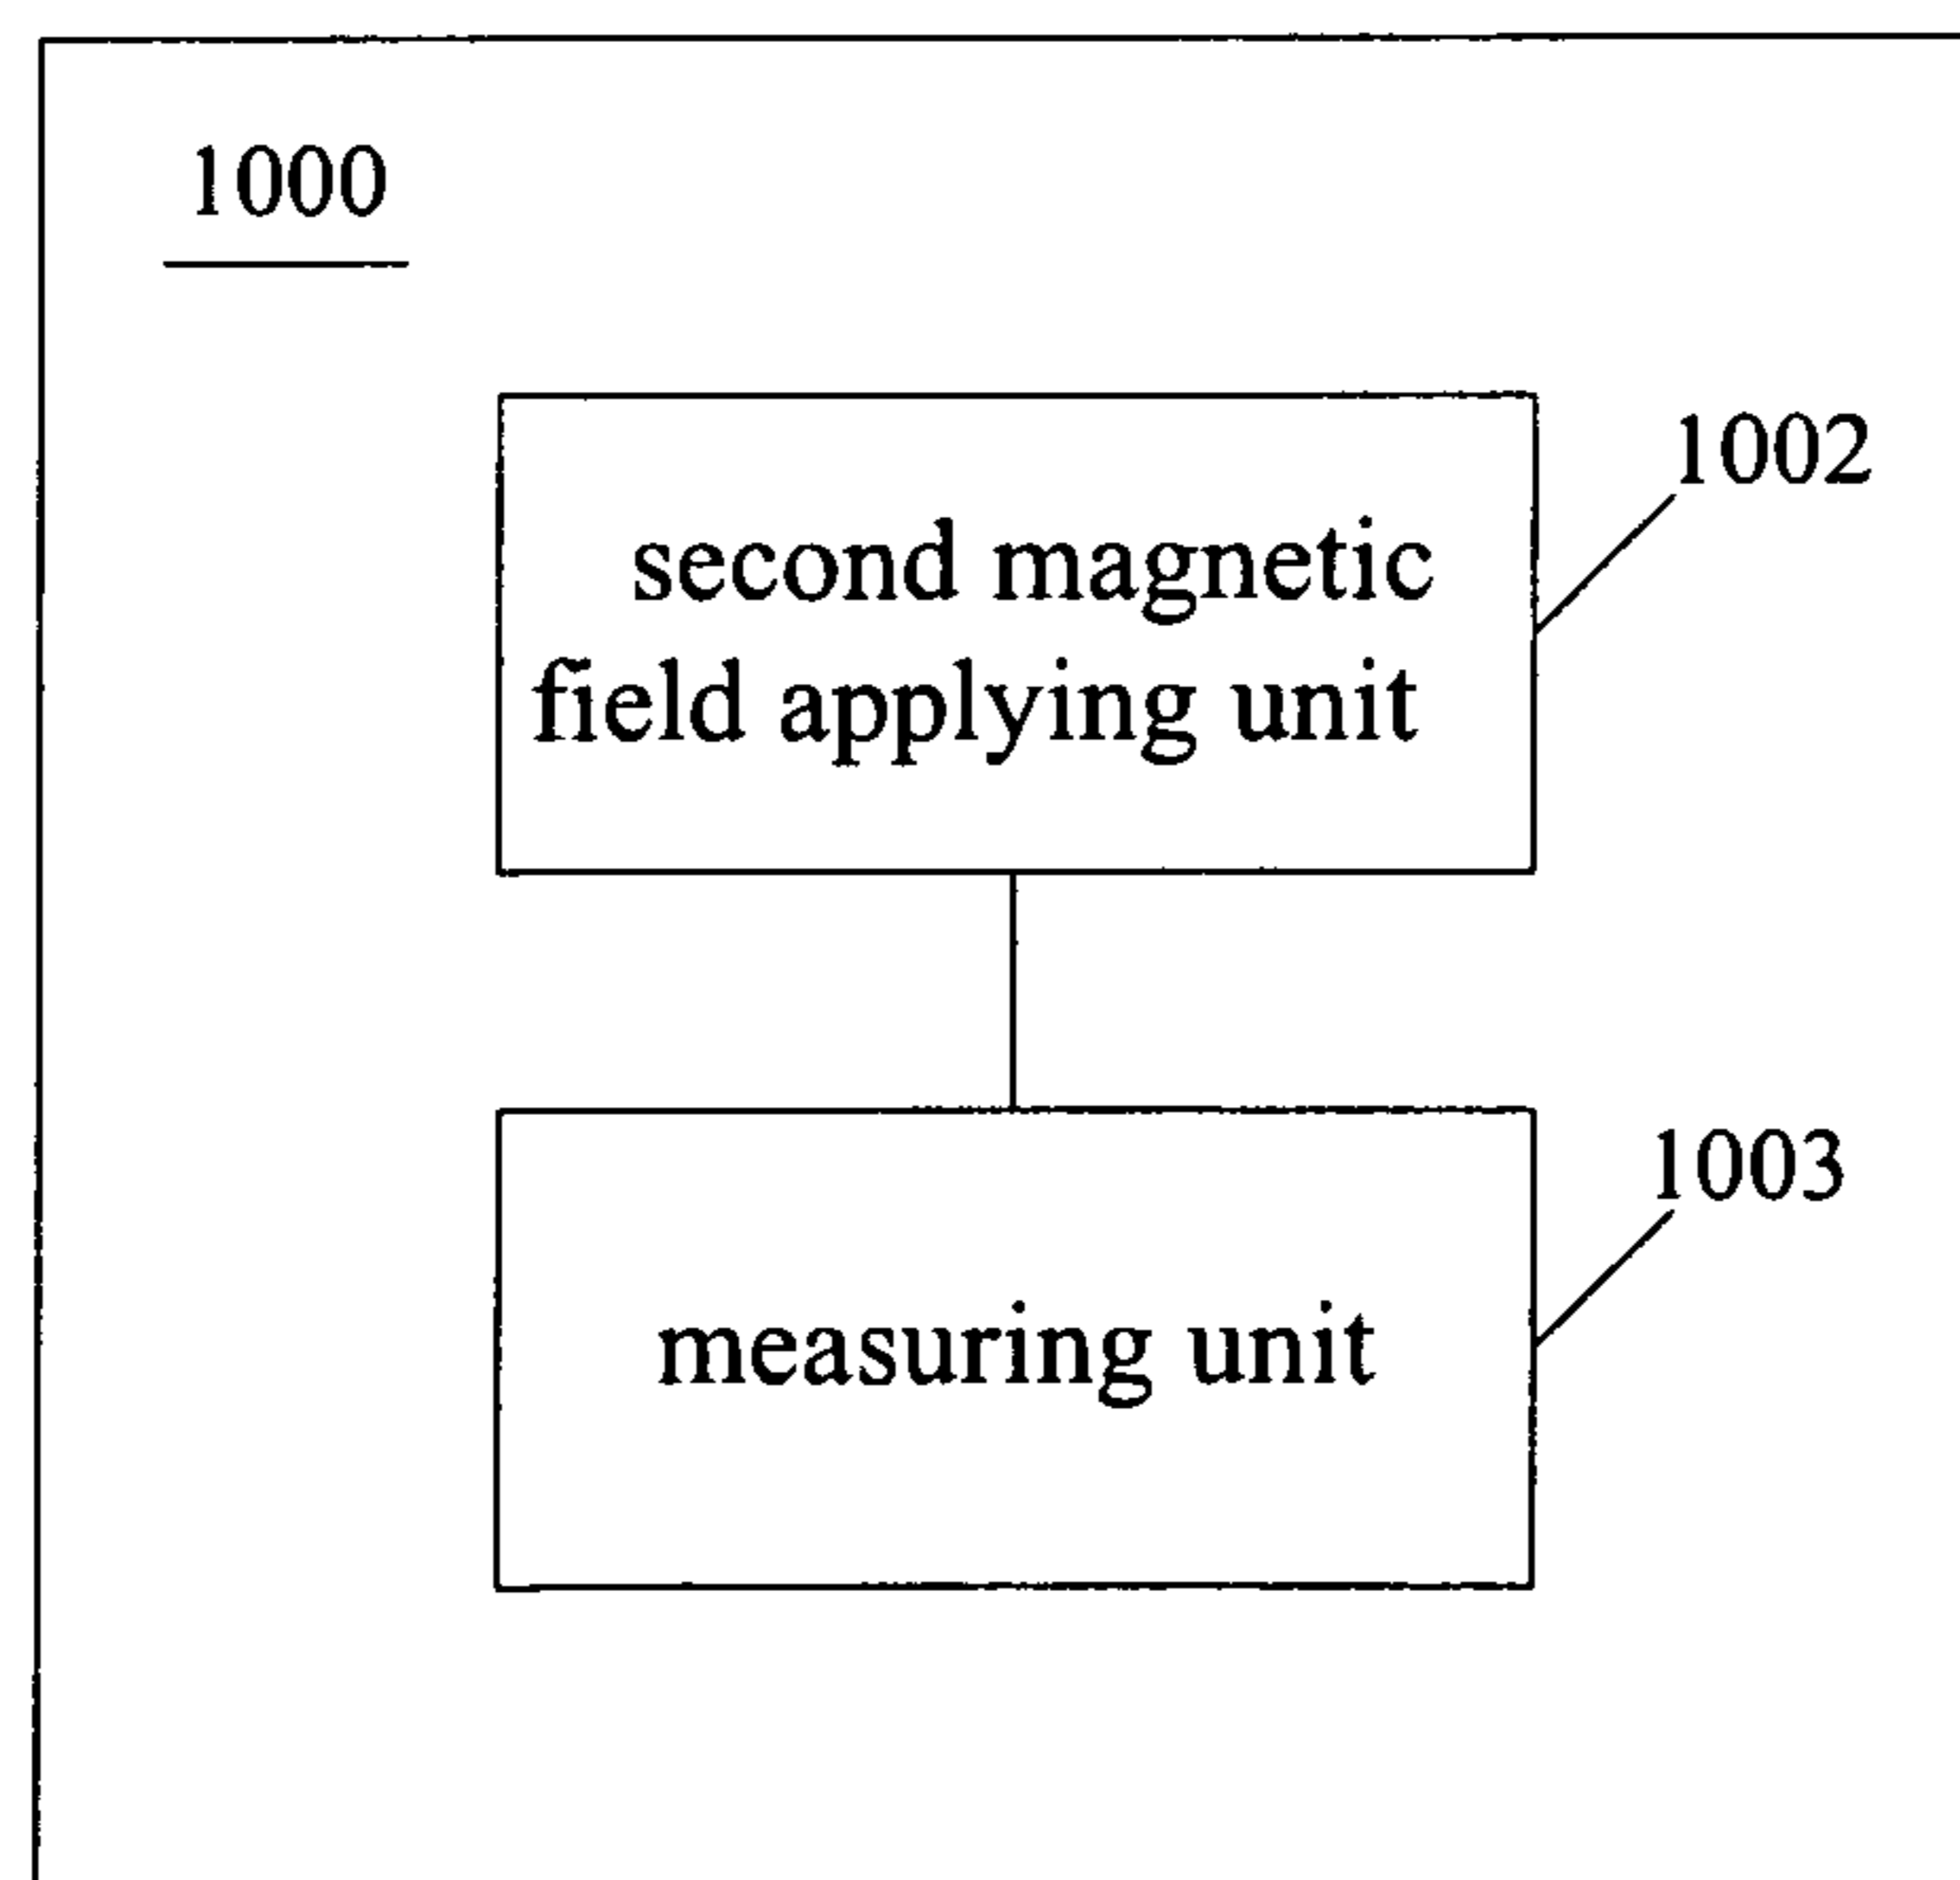 1000
1002
second magnetic
field applying unit
1003
measuring unit